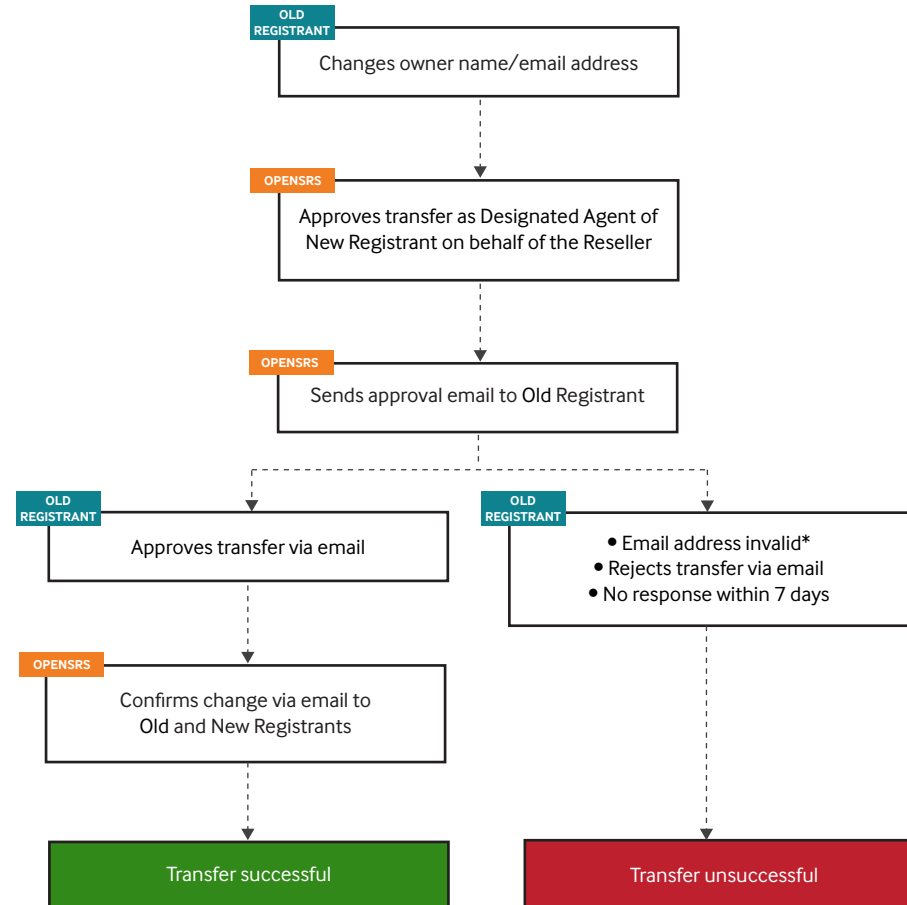 OLD
REGISTRANT
Changes owner name/email address
OPENSRS
Approves transfer as Designated Agent of
New Registrant on behalf of the Reseller
OPENSRS
Sends approval email to Old Registrant
OLD
REGISTRANT
Approves transfer via email
OLD
REGISTRANT
• Email address invalid*
• Rejects transfer via email
• No response within 7 days
OPENSRS
Confirms change via email to
Old and New Registrants
Transfer successful
Transfer unsuccessful